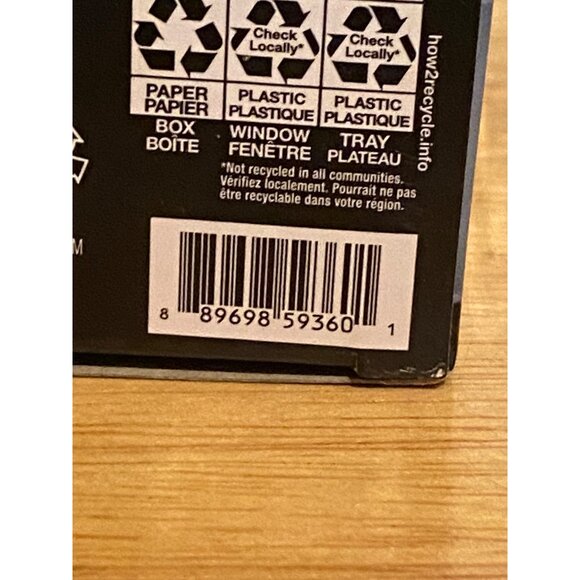 Check
Locally*
Check
Locally*
PAPER
PAPIER
BOX
BOÎTE
PLASTIC
PLASTIQUE
WINDOW
FENÊTRE
PLASTIC
PLASTIQUE
TRAY
PLATEAU
how2recycle.info
*Not recycled in all communities.
Vérifiez localement. Pourrait ne pas
être recyclable dans votre région.
M
8 89698 59360 1